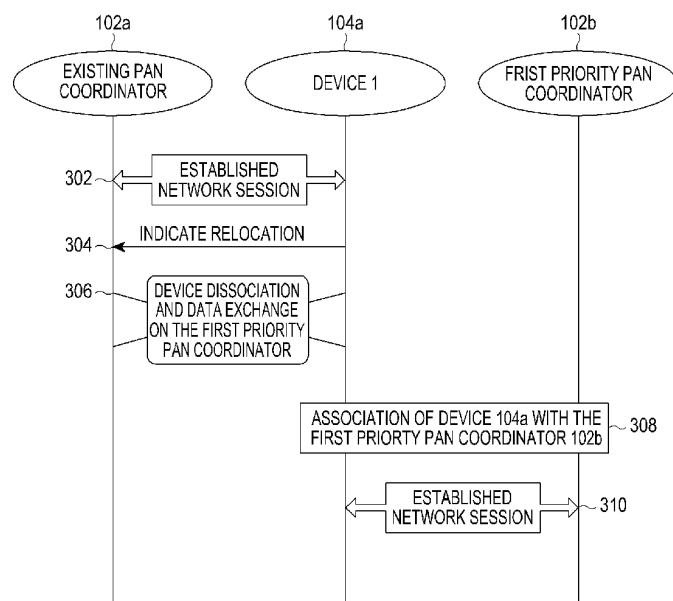 102a
104a
102b
EXISTING PAN
COORDINATOR
DEVICE 1
FRIST PRIORITY PAN
COORDINATOR
302
ESTABLISHED
NETWORK SESSION
304
INDICATE RELOCATION
306
DEVICE DISSOCIATION
AND DATA EXCHANGE
ON THE FIRST PRIORITY
PAN COORDINATOR
ASSOCIATION OF DEVICE 104a WITH THE
FIRST PRIORTY PAN COORDINATOR 102b
308
ESTABLISHED
NETWORK SESSION
310